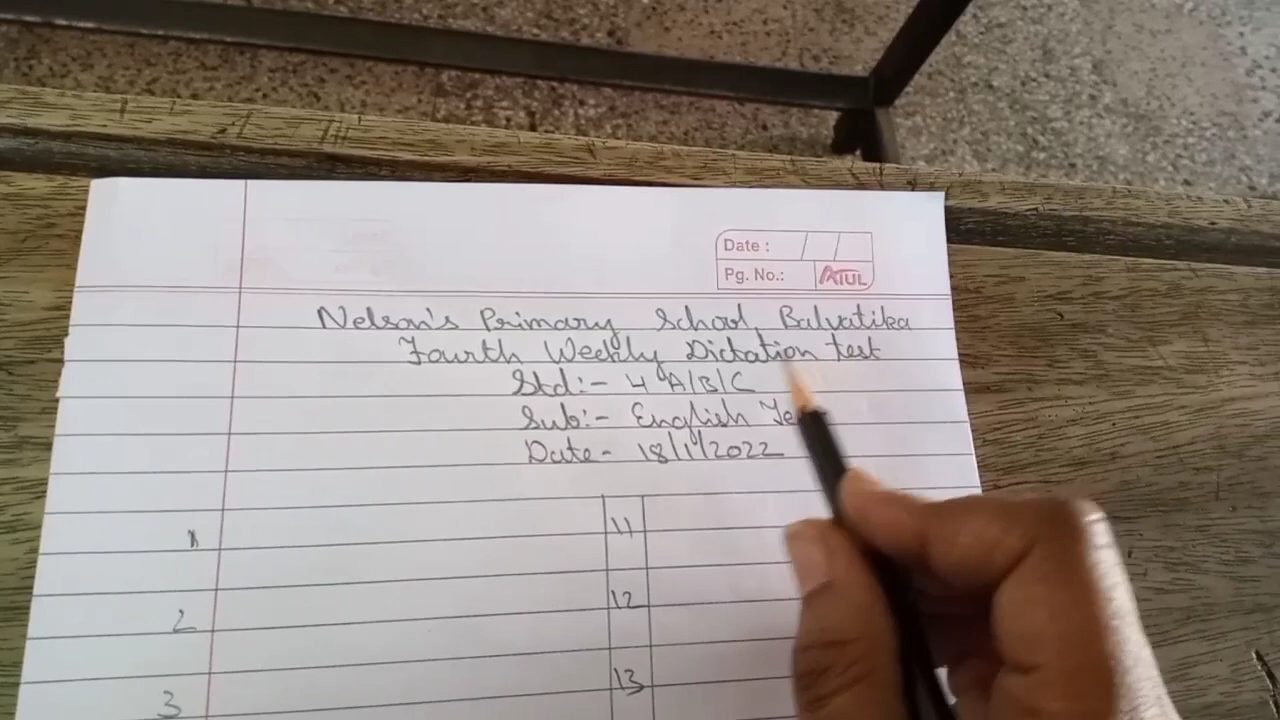 Date : / /
Pg. No.: ATUL
Nelson's Primary School, Balvatika
Fourth Weekly Dictation test
Std:- 4 A/B/C
Sub:- English
Date- 18/1/2022
1 11
2 12
3 13